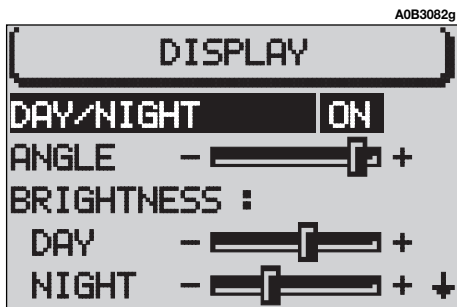 A0B3082g
DISPLAY
DAY/NIGHT ON
ANGLE - +
BRIGHTNESS :
DAY - +
NIGHT - +